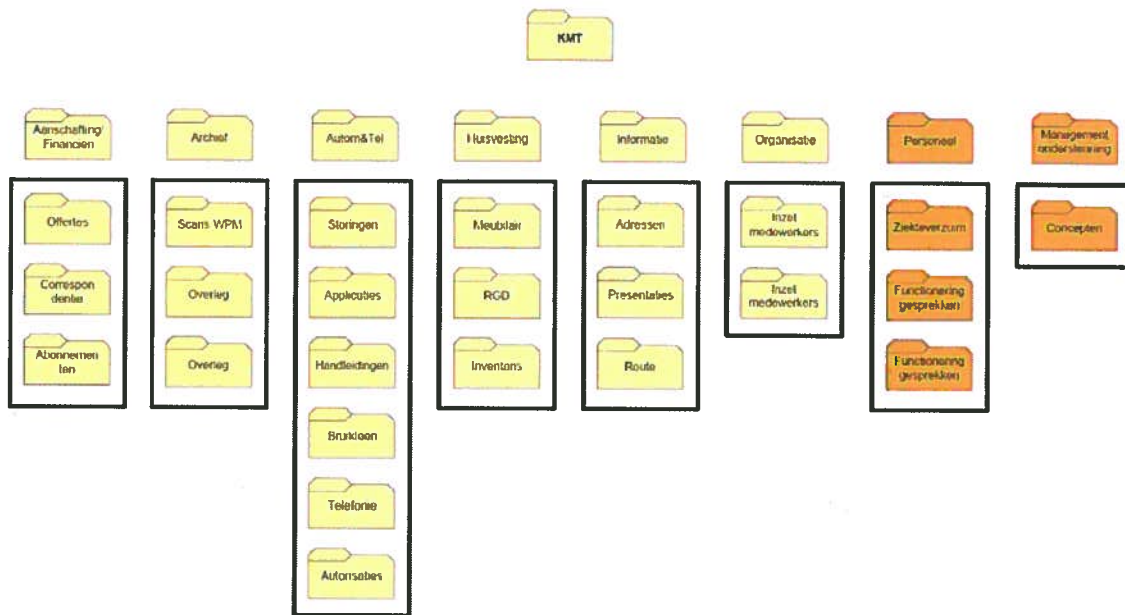 KMT
Aanschaffing/
Financien
Archief
Autom&Tel
Huisvesting
Informatie
Organisatie
Personeel
Management
ondersteuning
Offertes
Scans WPM
Storingen
Meubilair
Adressen
Inzet
medewerkers
Ziekteverzuim
Concepten
Correspon
dentie
Overleg
Applicaties
RGD
Presentaties
Inzet
medewerkers
Functionering
gesprekken
Abonnemen
ten
Overleg
Handleidingen
Inventaris
Route
Functionering
gesprekken
Bruikleen
Telefonie
Autorisaties